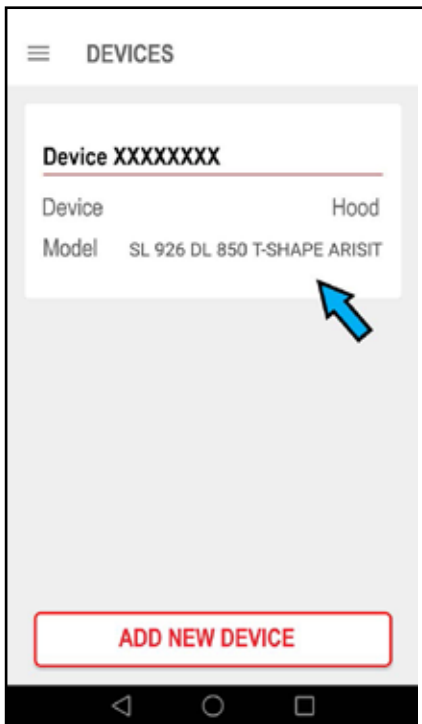 DEVICES
Device XXXXXXXX
Device Hood
Model SL 926 DL 850 T-SHAPE ARISIT
ADD NEW DEVICE